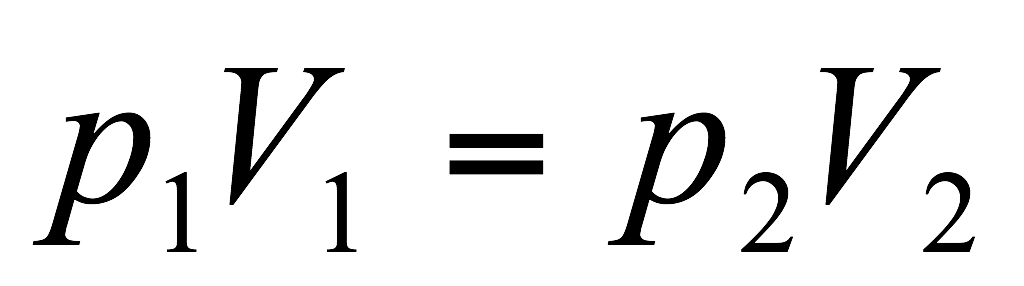 p₁V₁ = p₂V₂